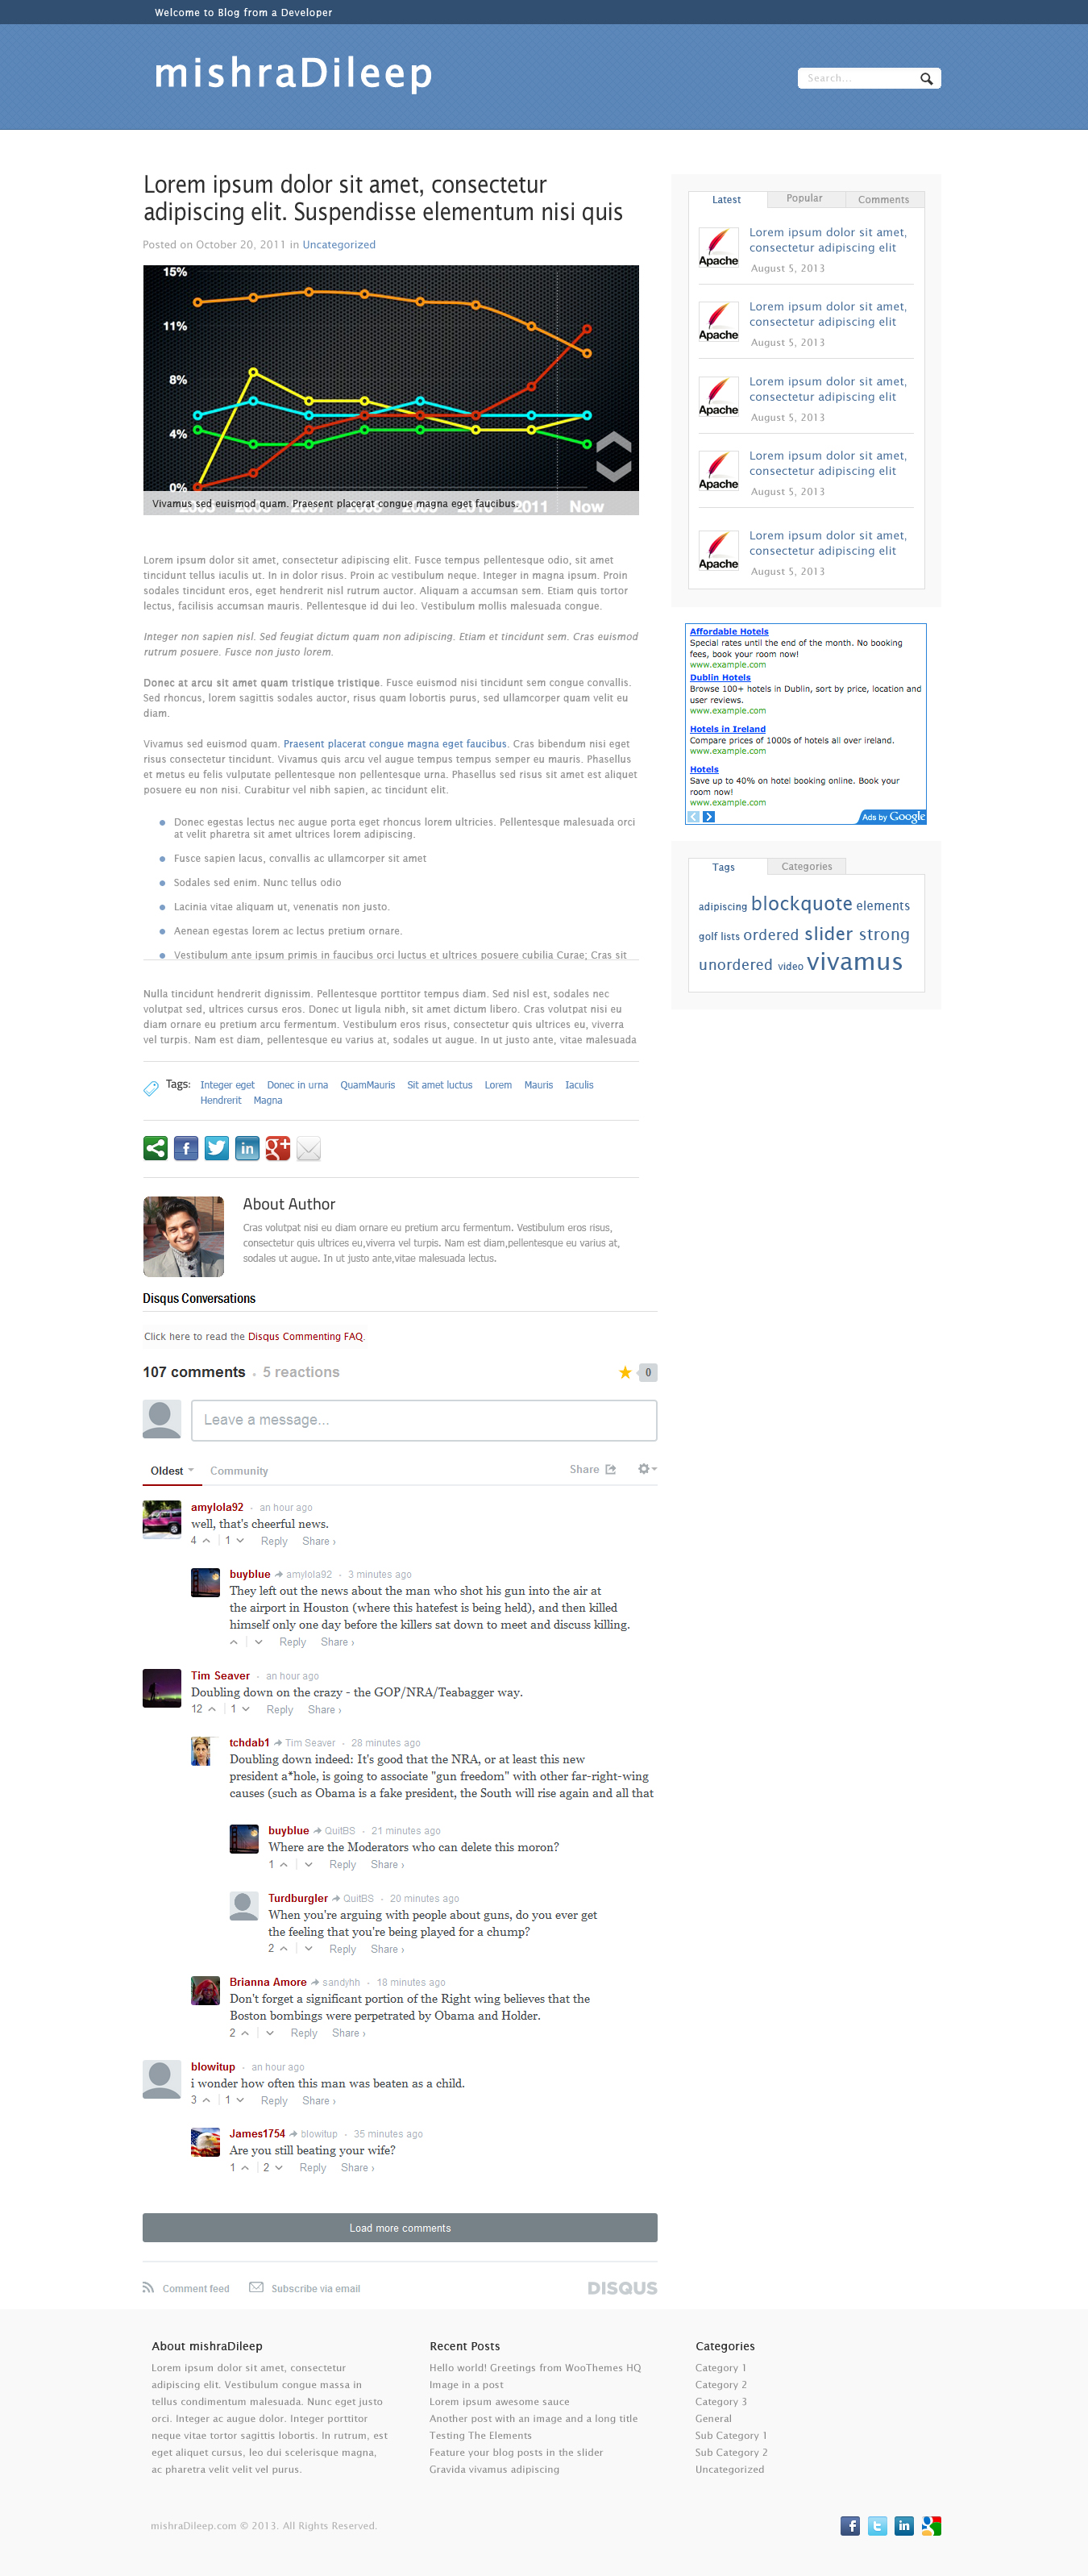 Welcome to Blog from a Developer
mishraDileep
Search...
Lorem ipsum dolor sit amet, consectetur
adipiscing elit. Suspendisse elementum nisi quis
Posted on October 20, 2011 in Uncategorized
15%
11%
8%
4%
0%
2011 Now
Vivamus sed euismod quam. Praesent placerat congue magna eget faucibus.
Lorem ipsum dolor sit amet, consectetur adipiscing elit. Fusce tempus pellentesque odio, sit amet
tincidunt tellus iaculis ut. In in dolor risus. Proin ac vestibulum neque. Integer in magna ipsum. Proin
sodales tincidunt eros, eget hendrerit nisl rutrum auctor. Aliquam a accumsan sem. Etiam quis tortor
lectus, facilisis accumsan mauris. Pellentesque id dui leo. Vestibulum mollis malesuada congue.
Integer non sapien nisl. Sed feugiat dictum quam non adipiscing. Etiam et tincidunt sem. Cras euismod
rutrum posuere. Fusce non justo lorem.
Donec at arcu sit amet quam tristique tristique. Fusce euismod nisi tincidunt sem congue convallis.
Sed rhoncus, lorem sagittis sodales auctor, risus quam lobortis purus, sed ullamcorper quam velit eu
diam.
Vivamus sed euismod quam. Praesent placerat congue magna eget faucibus. Cras bibendum nisi eget
risus consectetur tincidunt. Vivamus quis arcu vel augue tempus tempus semper eu mauris. Phasellus
et metus eu felis vulputate pellentesque non pellentesque urna. Phasellus sed risus sit amet est aliquet
posuere eu non nisi. Curabitur vel nibh sapien, ac tincidunt elit.
Donec egestas lectus nec augue porta eget rhoncus lorem ultricies. Pellentesque malesuada orci
at velit pharetra sit amet ultrices lorem adipiscing.
Fusce sapien lacus, convallis ac ullamcorper sit amet
Sodales sed enim. Nunc tellus odio
Lacinia vitae aliquam ut, venenatis non justo.
Aenean egestas lorem ac lectus pretium ornare.
Vestibulum ante ipsum primis in faucibus orci luctus et ultrices posuere cubilia Curae; Cras sit
Nulla tincidunt hendrerit dignissim. Pellentesque porttitor tempus diam. Sed nisl est, sodales nec
volutpat sed, ultrices cursus eros. Donec ut ligula nibh, sit amet dictum libero. Cras volutpat nisi eu
diam ornare eu pretium arcu fermentum. Vestibulum eros risus, consectetur quis ultrices eu, viverra
vel turpis. Nam est diam, pellentesque eu varius at, sodales ut augue. In ut justo ante, vitae malesuada
Tags: Integer eget Donec in urna QuamMauris Sit amet luctus Lorem Mauris Iaculis
Hendrerit Magna
About Author
Cras volutpat nisi eu diam ornare eu pretium arcu fermentum. Vestibulum eros risus,
consectetur quis ultrices eu,viverra vel turpis. Nam est diam,pellentesque eu varius at,
sodales ut augue. In ut justo ante,vitae malesuada lectus.
Disqus Conversations
Click here to read the Disqus Commenting FAQ.
107 comments · 5 reactions
0
Leave a message...
Oldest Community Share
amylola92 · an hour ago
well, that's cheerful news.
4 | 1 Reply Share ›
buyblue amylola92 · 3 minutes ago
They left out the news about the man who shot his gun into the air at
the airport in Houston (where this hatefest is being held), and then killed
himself only one day before the killers sat down to meet and discuss killing.
| Reply Share ›
Tim Seaver · an hour ago
Doubling down on the crazy - the GOP/NRA/Teabagger way.
12 | 1 Reply Share ›
tchdab1 Tim Seaver · 28 minutes ago
Doubling down indeed: It's good that the NRA, or at least this new
president a*hole, is going to associate "gun freedom" with other far-right-wing
causes (such as Obama is a fake president, the South will rise again and all that
buyblue QuitBS · 21 minutes ago
Where are the Moderators who can delete this moron?
1 | Reply Share ›
Turdburgler QuitBS · 20 minutes ago
When you're arguing with people about guns, do you ever get
the feeling that you're being played for a chump?
2 | Reply Share ›
Brianna Amore sandyhh · 18 minutes ago
Don't forget a significant portion of the Right wing believes that the
Boston bombings were perpetrated by Obama and Holder.
2 | Reply Share ›
blowitup · an hour ago
i wonder how often this man was beaten as a child.
3 | 1 Reply Share ›
James1754 blowitup · 35 minutes ago
Are you still beating your wife?
1 | 2 Reply Share ›
Load more comments
Comment feed Subscribe via email DISQUS
Latest Popular Comments
Apache
Lorem ipsum dolor sit amet,
consectetur adipiscing elit
August 5, 2013
Apache
Lorem ipsum dolor sit amet,
consectetur adipiscing elit
August 5, 2013
Apache
Lorem ipsum dolor sit amet,
consectetur adipiscing elit
August 5, 2013
Apache
Lorem ipsum dolor sit amet,
consectetur adipiscing elit
August 5, 2013
Apache
Lorem ipsum dolor sit amet,
consectetur adipiscing elit
August 5, 2013
Affordable Hotels
Special rates until the end of the month. No booking
fees, book your room now!
www.example.com
Dublin Hotels
Browse 100+ hotels in Dublin, sort by price, location and
user reviews.
www.example.com
Hotels in Ireland
Compare prices of 1000s of hotels all over ireland.
www.example.com
Hotels
Save up to 40% on hotel booking online. Book your
room now!
www.example.com
Ads by Google
Tags Categories
adipiscing blockquote elements
golf lists ordered slider strong
unordered video vivamus
About mishraDileep
Lorem ipsum dolor sit amet, consectetur
adipiscing elit. Vestibulum congue massa in
tellus condimentum malesuada. Nunc eget justo
orci. Integer ac augue dolor. Integer porttitor
neque vitae tortor sagittis lobortis. In rutrum, est
eget aliquet cursus, leo dui scelerisque magna,
ac pharetra velit velit vel purus.
Recent Posts
Hello world! Greetings from WooThemes HQ
Image in a post
Lorem ipsum awesome sauce
Another post with an image and a long title
Testing The Elements
Feature your blog posts in the slider
Gravida vivamus adipiscing
Categories
Category 1
Category 2
Category 3
General
Sub Category 1
Sub Category 2
Uncategorized
mishraDileep.com © 2013. All Rights Reserved.